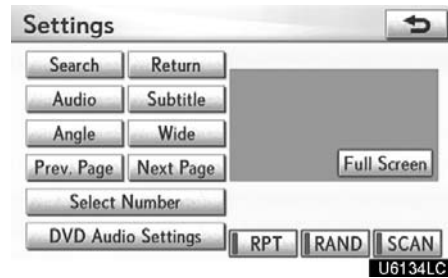 Settings
Search Return
Audio Subtitle
Angle Wide
Prev. Page Next Page Full Screen
Select Number
DVD Audio Settings RPT RAND SCAN
U6134LC